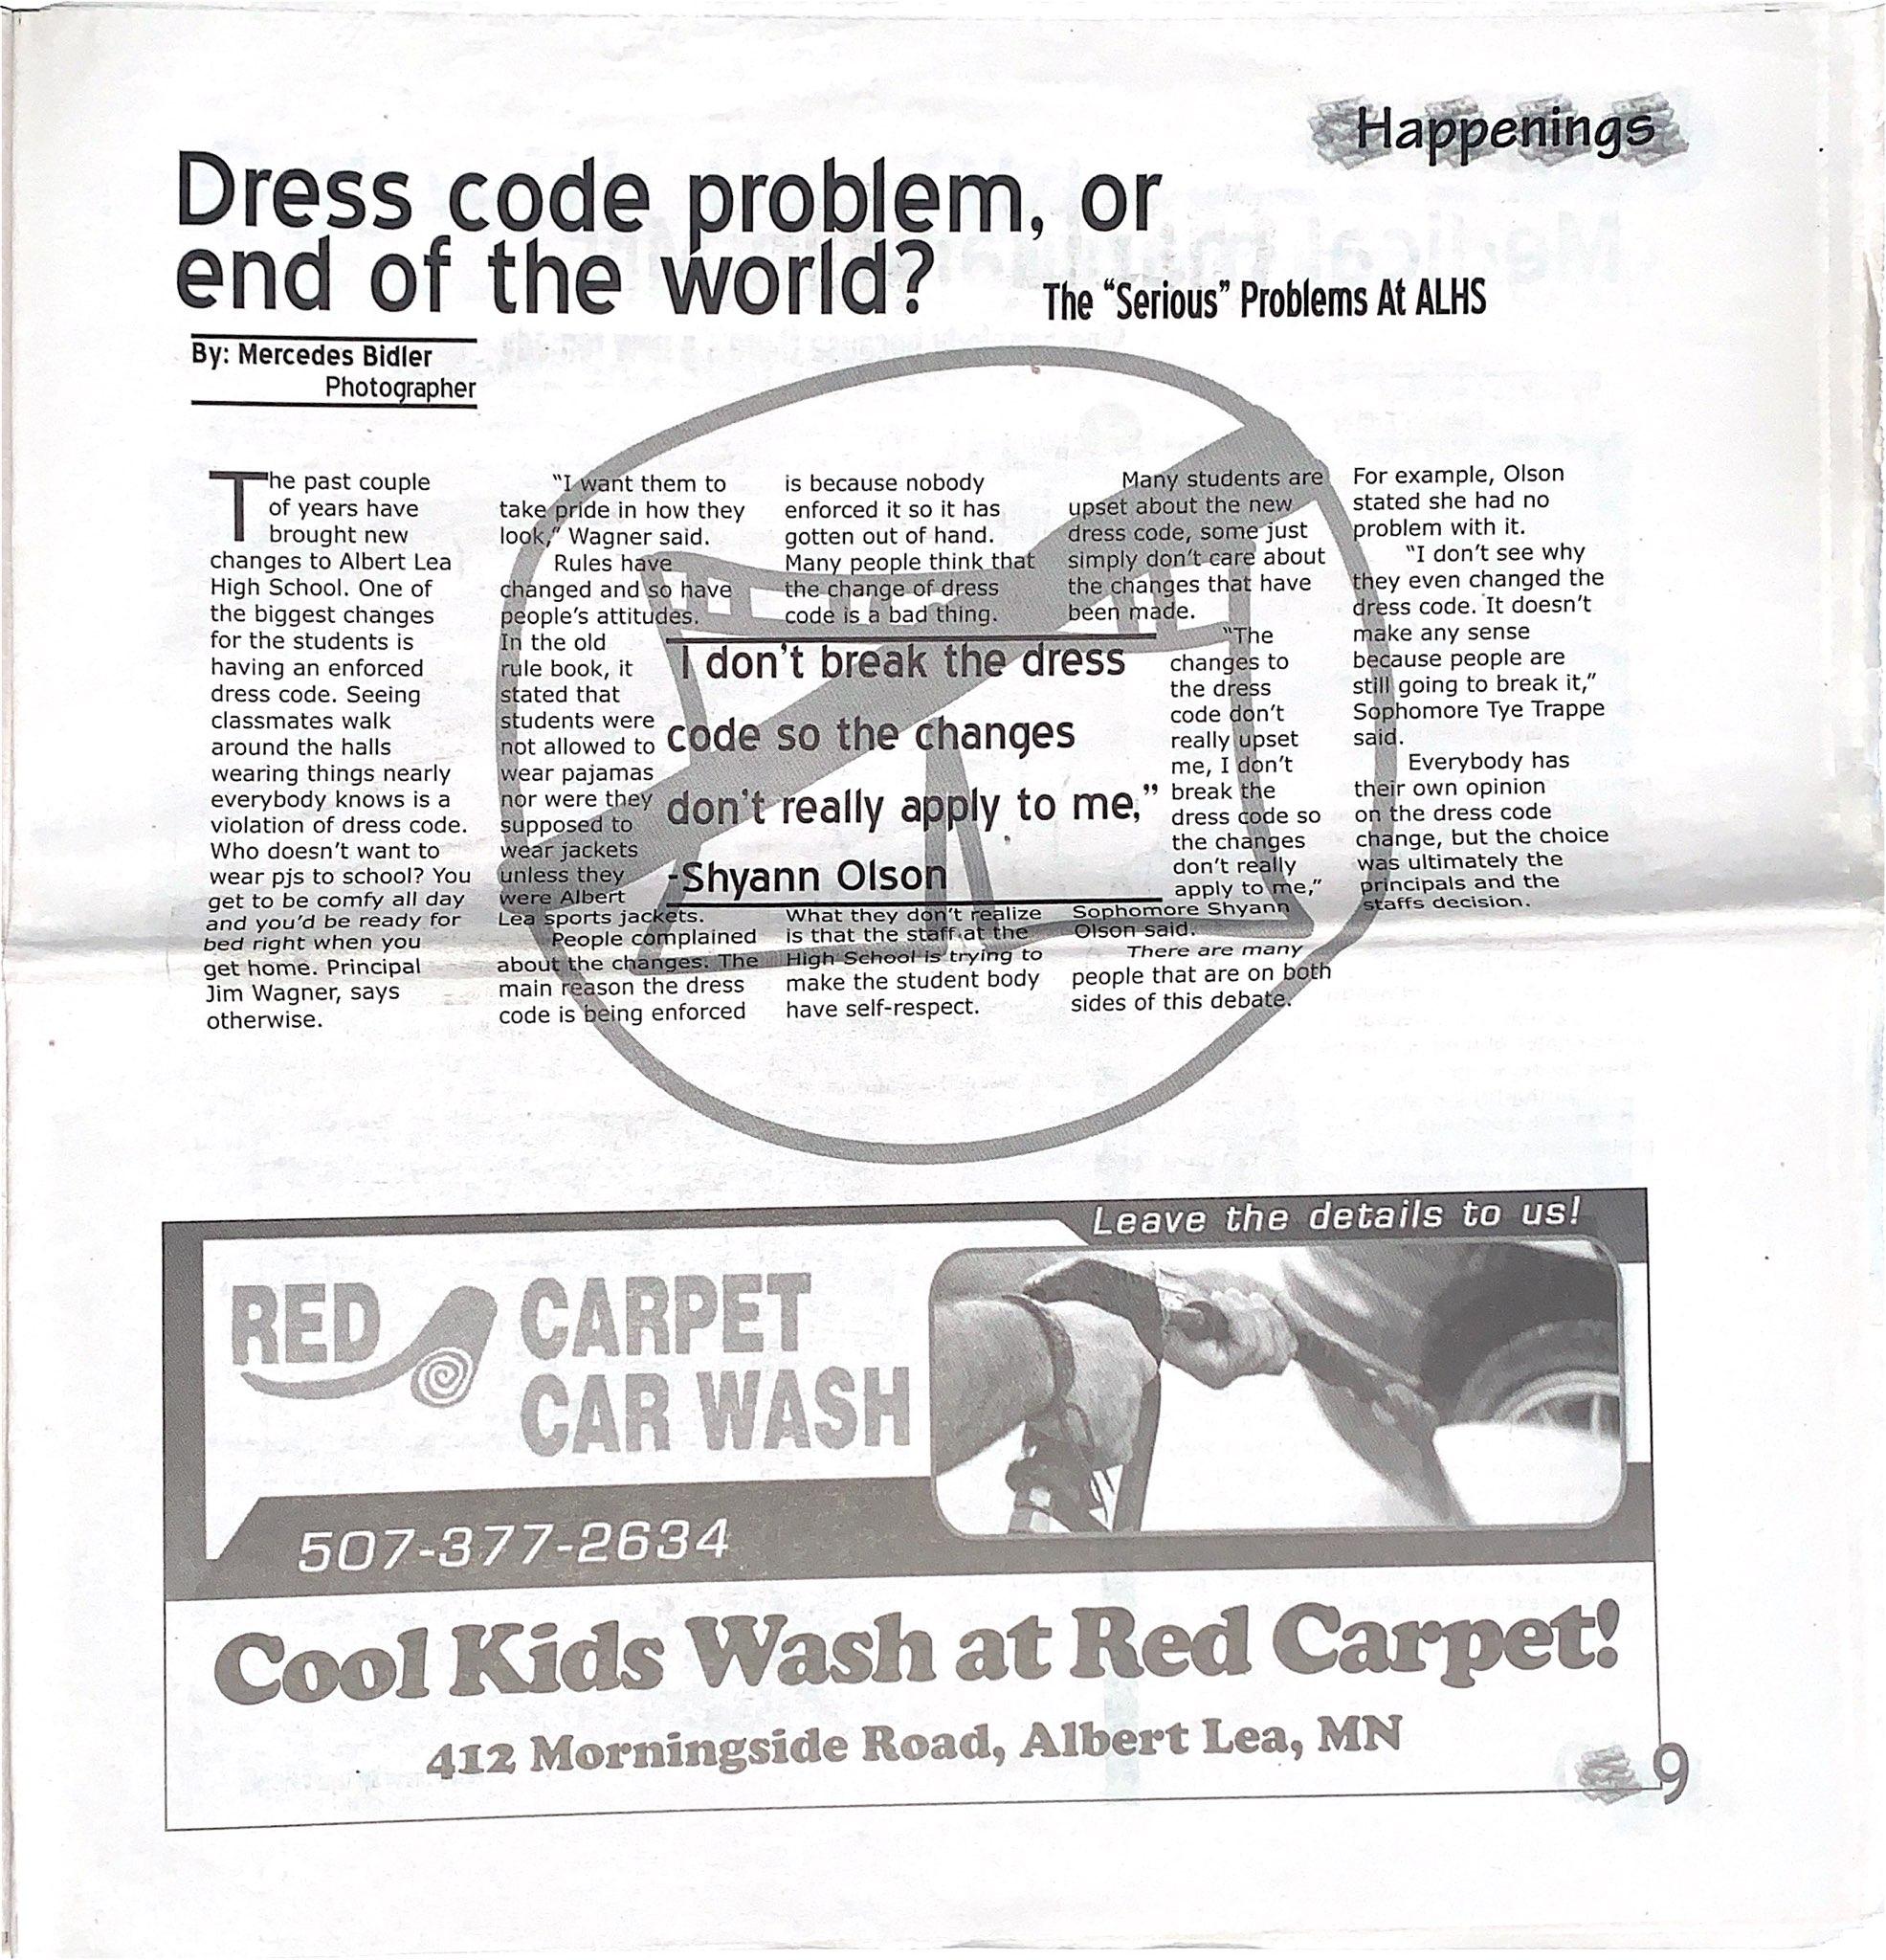 Happenings
Dress code problem, or
end of the world?
The “Serious” Problems At ALHS
By: Mercedes Bidler
Photographer
The past couple
of years have
brought new
changes to Albert Lea
High School. One of
the biggest changes
for the students is
having an enforced
dress code. Seeing
classmates walk
around the halls
wearing things nearly
everybody knows is a
violation of dress code.
Who doesn’t want to
wear pjs to school? You
get to be comfy all day
and you’d be ready for
bed right when you
get home. Principal
Jim Wagner, says
otherwise.
“I want them to
take pride in how they
look,” Wagner said.
Rules have
changed and so have
people’s attitudes.
In the old
rule book, it
stated that
students were
not allowed to
wear pajamas
nor were they
supposed to
wear jackets
unless they
were Albert
Lea sports jackets.
People complained
about the changes. The
main reason the dress
code is being enforced
is because nobody
enforced it so it has
gotten out of hand.
Many people think that
the change of dress
code is a bad thing.
I don’t break the dress
code so the changes
don’t really apply to me,”
-Shyann Olson
What they don’t realize
is that the staff at the
High School is trying to
make the student body
have self-respect.
Many students are
upset about the new
dress code, some just
simply don’t care about
the changes that have
been made.
“The
changes to
the dress
code don’t
really upset
me, I don’t
break the
dress code so
the changes
don’t really
apply to me,”
Sophomore Shyann
Olson said.
There are many
people that are on both
sides of this debate.
For example, Olson
stated she had no
problem with it.
“I don’t see why
they even changed the
dress code. It doesn’t
make any sense
because people are
still going to break it,”
Sophomore Tye Trappe
said.
Everybody has
their own opinion
on the dress code
change, but the choice
was ultimately the
principals and the
staffs decision.
Leave the details to us!
RED CARPET
CAR WASH
507-377-2634
Cool Kids Wash at Red Carpet!
412 Morningside Road, Albert Lea, MN
9